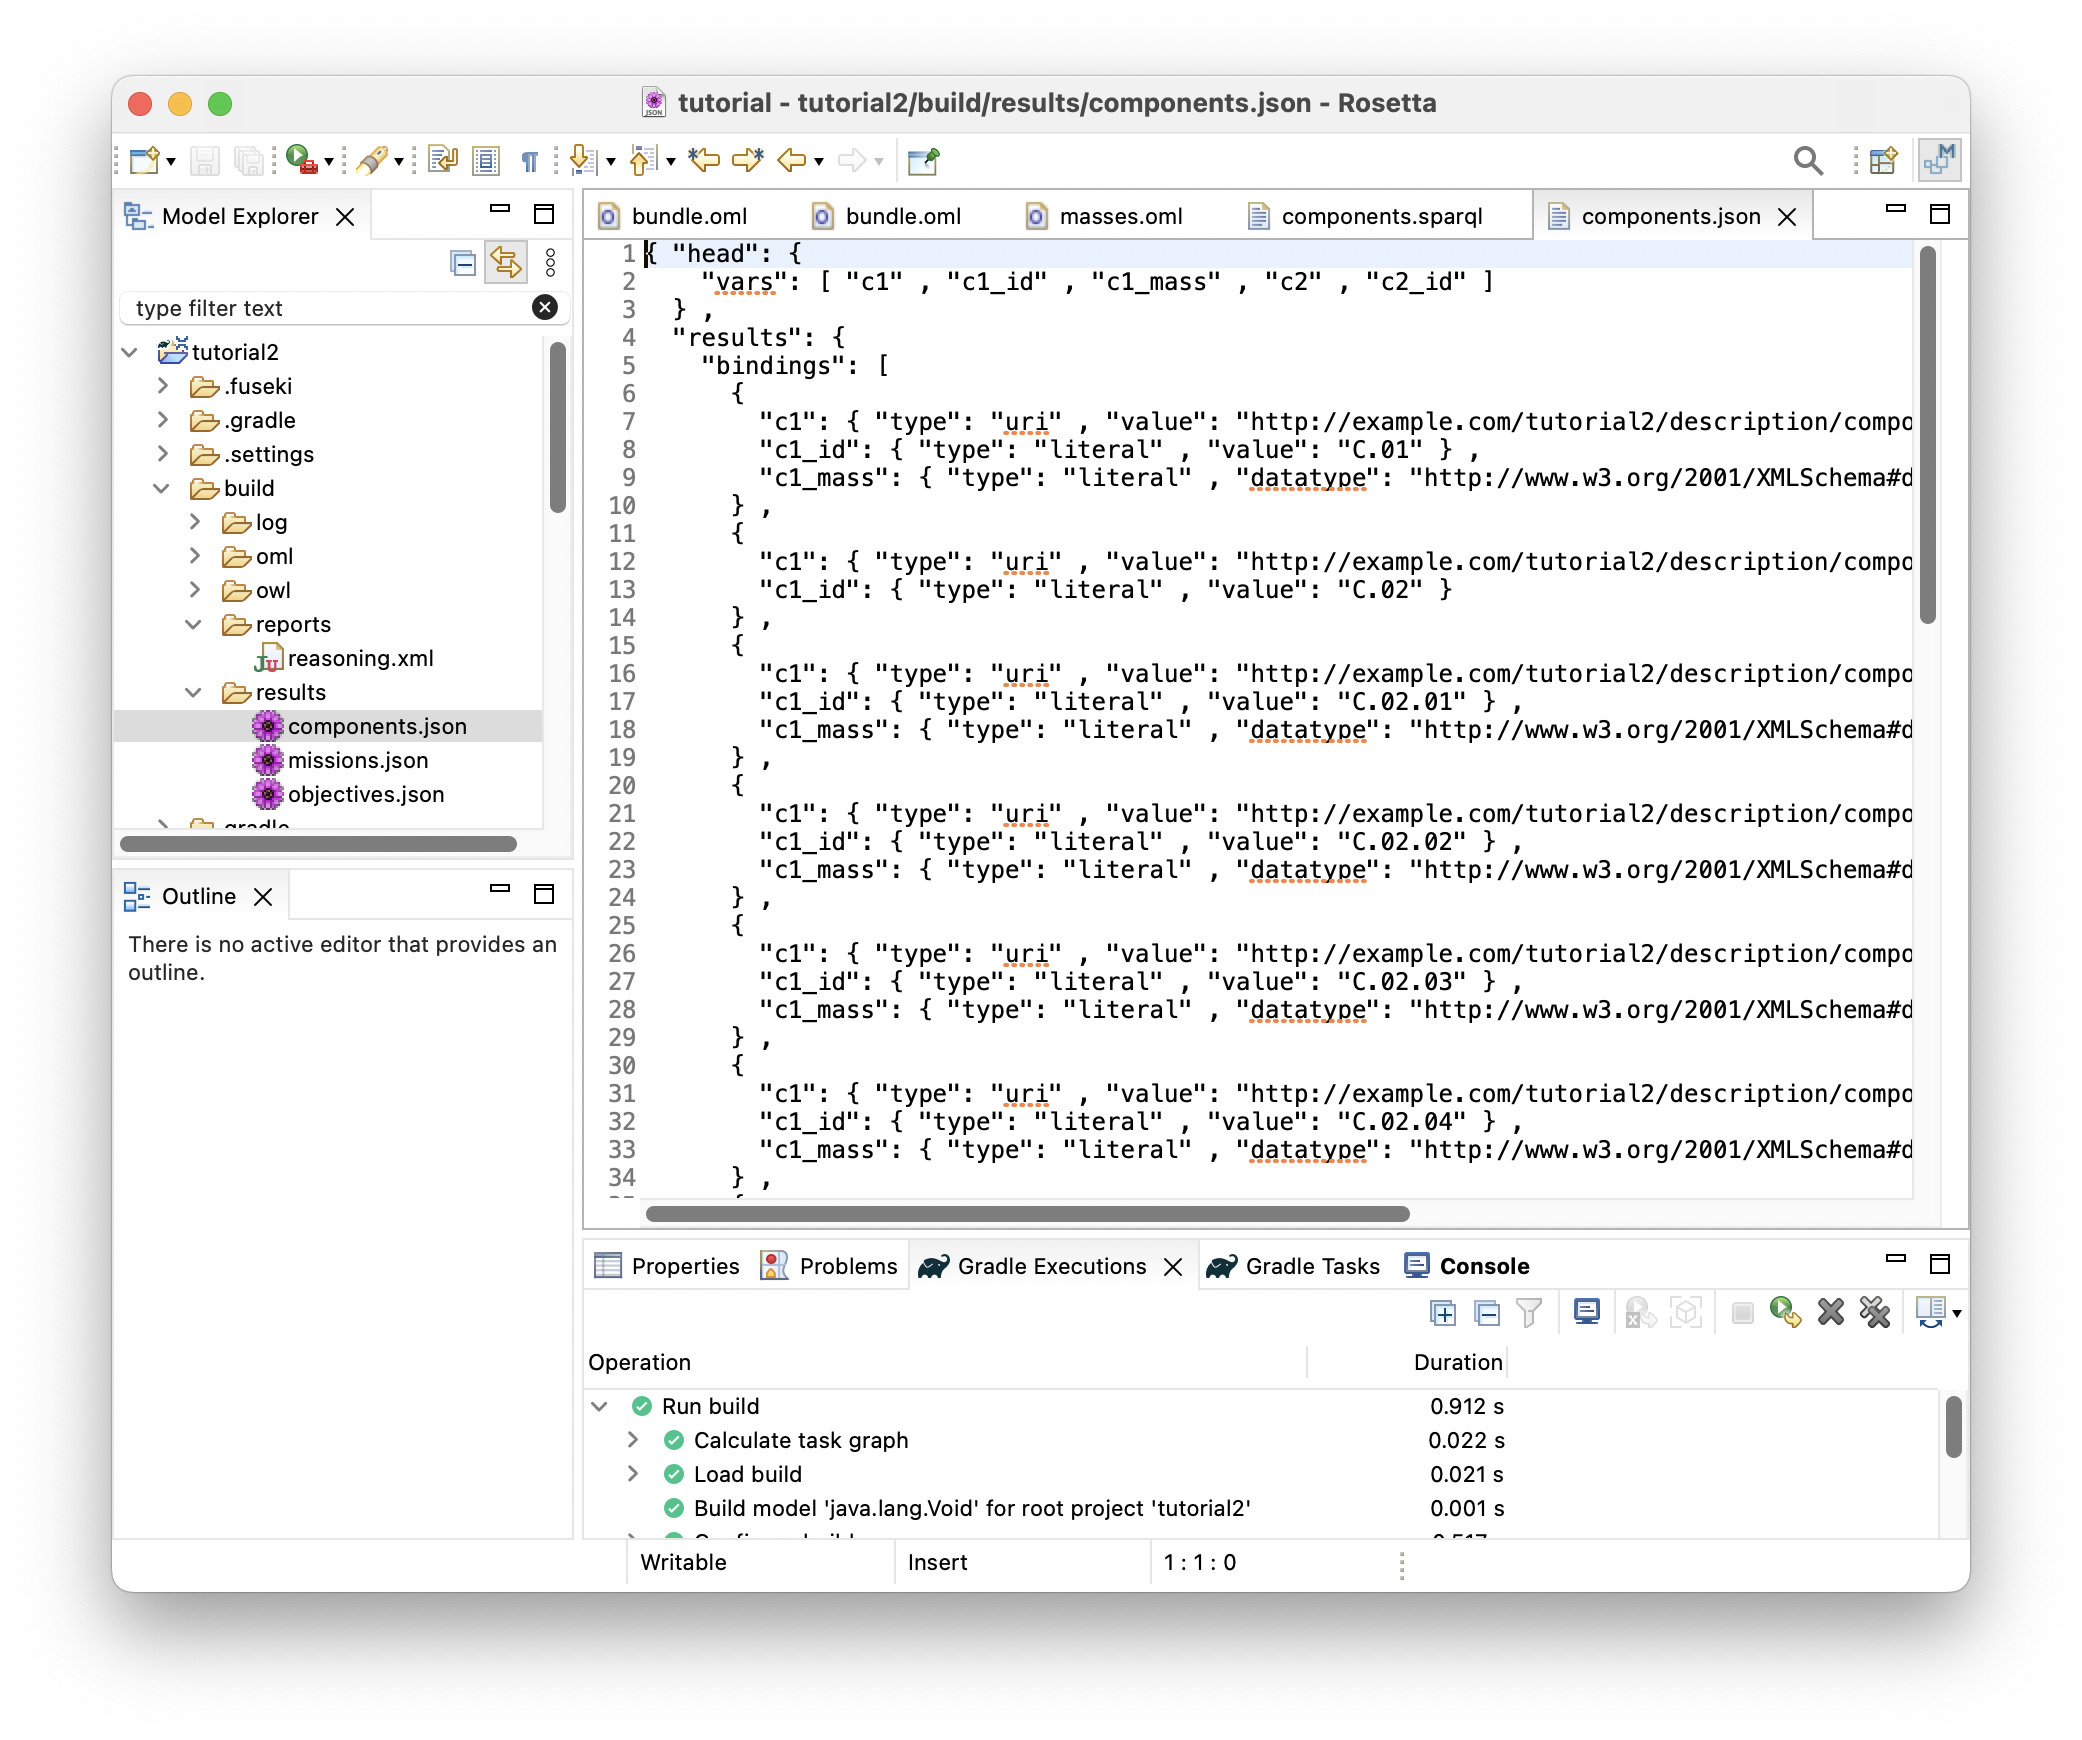 tutorial - tutorial2/build/results/components.json - Rosetta
Model Explorer
type filter text
tutorial2
.fuseki
.gradle
.settings
build
log
oml
owl
reports
reasoning.xml
results
components.json
missions.json
objectives.json
gradle
Outline
There is no active editor that provides an
outline.
bundle.oml
bundle.oml
masses.oml
components.sparql
components.json
1 { "head": {
2 "vars": [ "c1" , "c1_id" , "c1_mass" , "c2" , "c2_id" ]
3 } ,
4 "results": {
5 "bindings": [
6 {
7 "c1": { "type": "uri" , "value": "http://example.com/tutorial2/description/compo
8 "c1_id": { "type": "literal" , "value": "C.01" } ,
9 "c1_mass": { "type": "literal" , "datatype": "http://www.w3.org/2001/XMLSchema#d
10 } ,
11 {
12 "c1": { "type": "uri" , "value": "http://example.com/tutorial2/description/compo
13 "c1_id": { "type": "literal" , "value": "C.02" }
14 } ,
15 {
16 "c1": { "type": "uri" , "value": "http://example.com/tutorial2/description/compo
17 "c1_id": { "type": "literal" , "value": "C.02.01" } ,
18 "c1_mass": { "type": "literal" , "datatype": "http://www.w3.org/2001/XMLSchema#d
19 } ,
20 {
21 "c1": { "type": "uri" , "value": "http://example.com/tutorial2/description/compo
22 "c1_id": { "type": "literal" , "value": "C.02.02" } ,
23 "c1_mass": { "type": "literal" , "datatype": "http://www.w3.org/2001/XMLSchema#d
24 } ,
25 {
26 "c1": { "type": "uri" , "value": "http://example.com/tutorial2/description/compo
27 "c1_id": { "type": "literal" , "value": "C.02.03" } ,
28 "c1_mass": { "type": "literal" , "datatype": "http://www.w3.org/2001/XMLSchema#d
29 } ,
30 {
31 "c1": { "type": "uri" , "value": "http://example.com/tutorial2/description/compo
32 "c1_id": { "type": "literal" , "value": "C.02.04" } ,
33 "c1_mass": { "type": "literal" , "datatype": "http://www.w3.org/2001/XMLSchema#d
34 } ,
Properties
Problems
Gradle Executions
Gradle Tasks
Console
Operation Duration
Run build 0.912 s
Calculate task graph 0.022 s
Load build 0.021 s
Build model 'java.lang.Void' for root project 'tutorial2' 0.001 s
Writable Insert 1 : 1 : 0